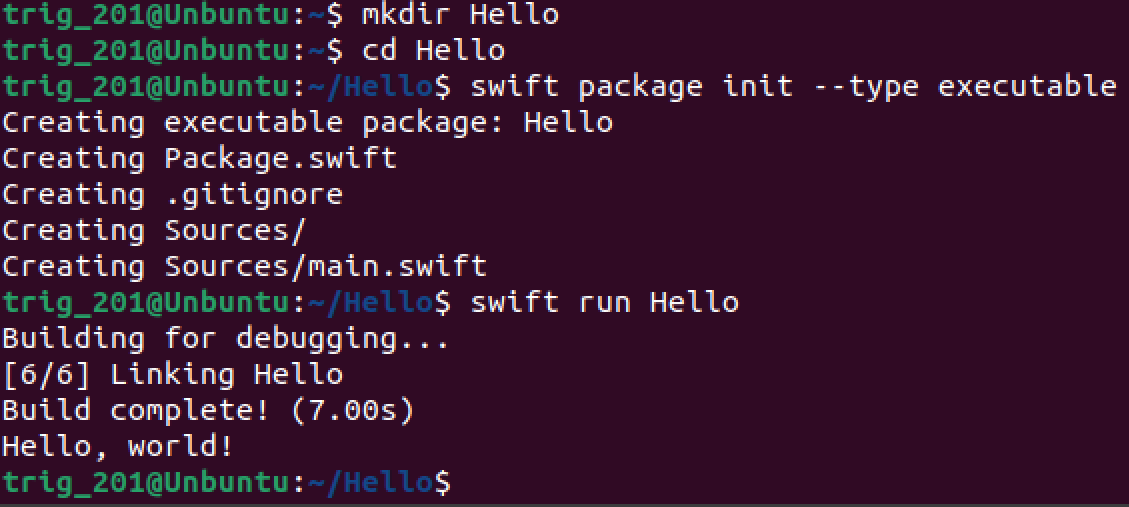 trig_201@Unbuntu:~$ mkdir Hello
trig_201@Unbuntu:~$ cd Hello
trig_201@Unbuntu:~/Hello$ swift package init --type executable
Creating executable package: Hello
Creating Package.swift
Creating .gitignore
Creating Sources/
Creating Sources/main.swift
trig_201@Unbuntu:~/Hello$ swift run Hello
Building for debugging...
[6/6] Linking Hello
Build complete! (7.00s)
Hello, world!
trig_201@Unbuntu:~/Hello$